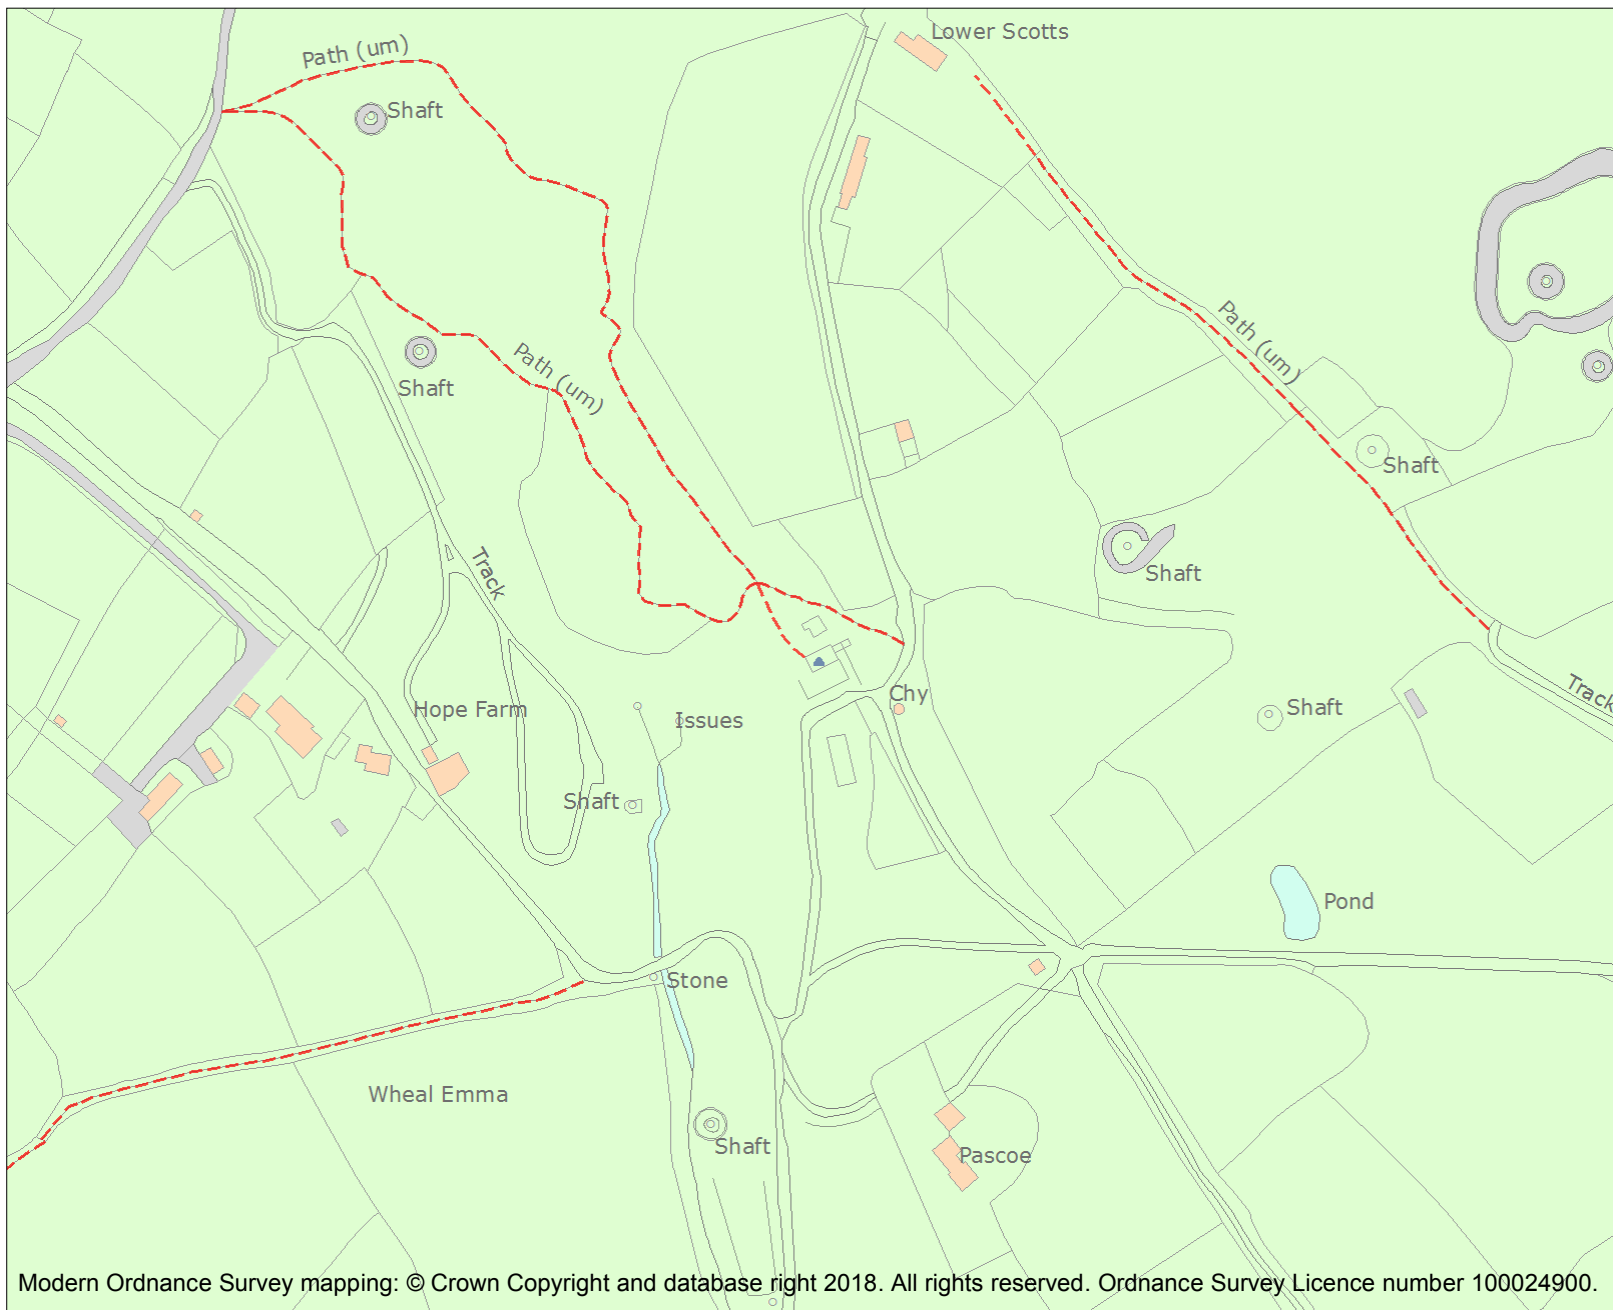 Lower Scotts
Path (um)
Shaft
Path (um)
Path (um)
Shaft
Shaft
Track
Shaft
Track
Chy
Hope Farm
Issues
Shaft
Shaft
Pond
Stone
Wheal Emma
Shaft
Pascoe
Modern Ordnance Survey mapping: © Crown Copyright and database right 2018. All rights reserved. Ordnance Survey Licence number 100024900.